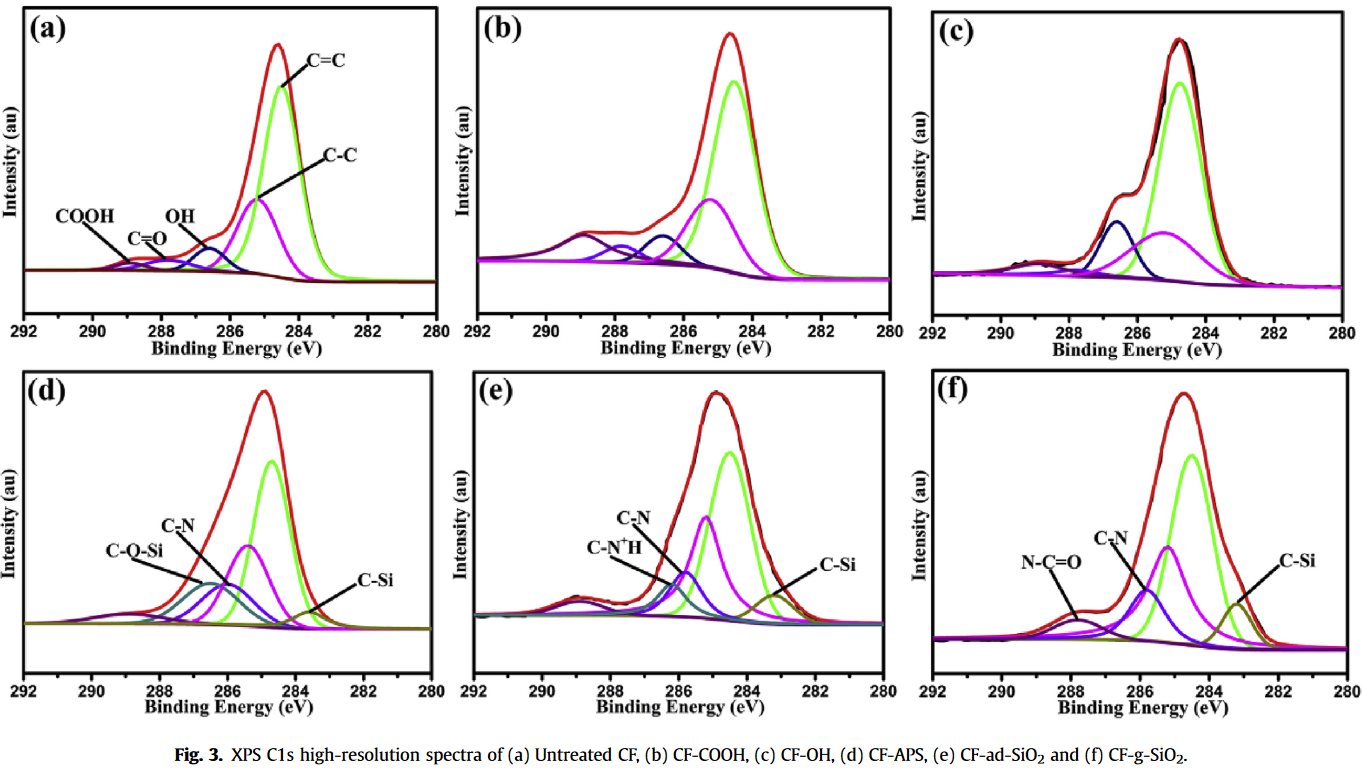 (a)
C=C
C-C
COOH
C=O
OH
Intensity (au)
292 290 288 286 284 282 280
Binding Energy (eV)
(b)
Intensity (au)
292 290 288 286 284 282 280
Binding Energy (eV)
(c)
Intensity (au)
292 290 288 286 284 282 280
Binding Energy (eV)
(d)
C-N
C-O-Si
C-Si
Intensity (au)
292 290 288 286 284 282 280
Binding Energy (eV)
(e)
C-N
C-N⁺H
C-Si
Intensity (au)
292 290 288 286 284 282 280
Binding Energy (eV)
(f)
C-N
N-C=O
C-Si
Intensity (au)
292 290 288 286 284 282 280
Binding Energy (eV)
Fig. 3. XPS C1s high-resolution spectra of (a) Untreated CF, (b) CF-COOH, (c) CF-OH, (d) CF-APS, (e) CF-ad-SiO₂ and (f) CF-g-SiO₂.